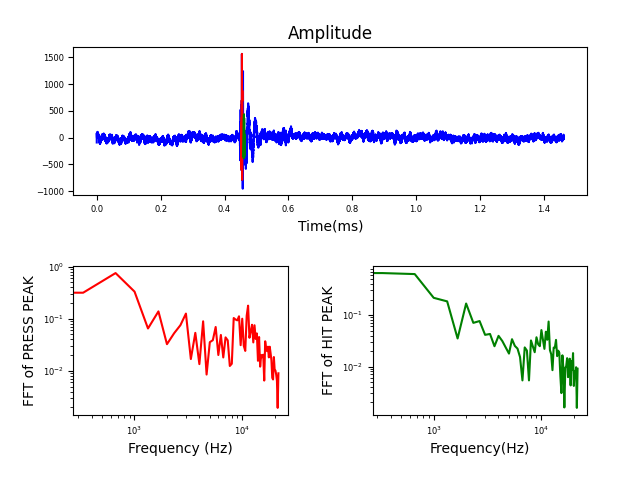 Amplitude
1500
1000
500
0
−500
−1000
0.0 0.2 0.4 0.6 0.8 1.0 1.2 1.4
Time(ms)
FFT of PRESS PEAK
10⁰
10⁻¹
10⁻²
10³ 10⁴
Frequency (Hz)
FFT of HIT PEAK
10⁻¹
10⁻²
10³ 10⁴
Frequency(Hz)